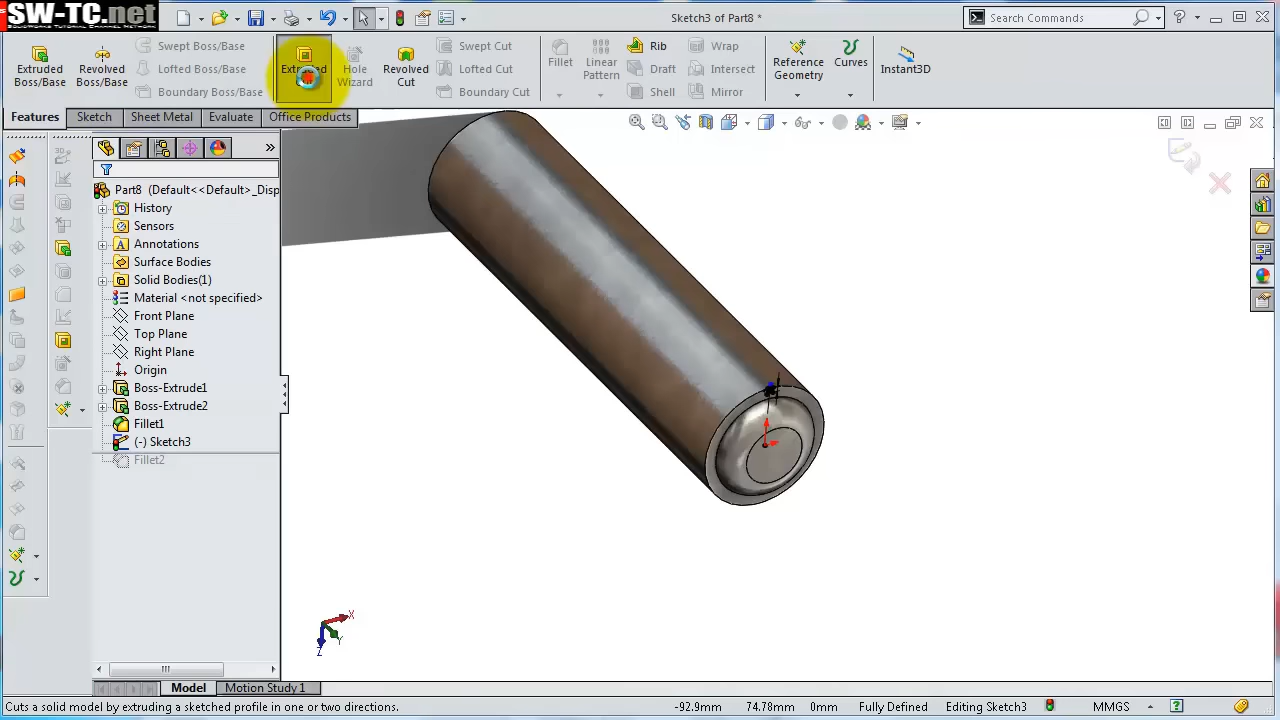 SW-TC.net
SOLIDWORKS TUTORIAL CHANNEL NETWORK
Sketch3 of Part8 *
Search Commands
Extruded Boss/Base
Revolved Boss/Base
Swept Boss/Base
Lofted Boss/Base
Boundary Boss/Base
Extruded
Hole Wizard
Revolved Cut
Swept Cut
Lofted Cut
Boundary Cut
Fillet
Linear Pattern
Rib
Draft
Shell
Wrap
Intersect
Mirror
Reference Geometry
Curves
Instant3D
Features
Sketch
Sheet Metal
Evaluate
Office Products
Part8 (Default<<Default>_Disp
History
Sensors
Annotations
Surface Bodies
Solid Bodies(1)
Material <not specified>
Front Plane
Top Plane
Right Plane
Origin
Boss-Extrude1
Boss-Extrude2
Fillet1
(-) Sketch3
Fillet2
X
Y
Z
Model
Motion Study 1
Cuts a solid model by extruding a sketched profile in one or two directions.
-92.9mm
74.78mm
0mm
Fully Defined
Editing Sketch3
MMGS